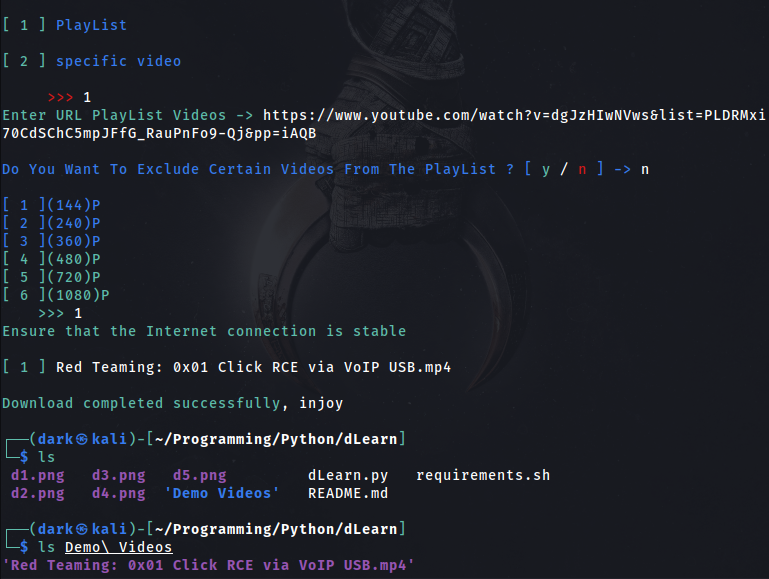 [ 1 ] PlayList
[ 2 ] specific video
>>> 1
Enter URL PlayList Videos -> https://www.youtube.com/watch?v=dgJzHIwNVws&list=PLDRMxi
70CdSChC5mpJFfG_RauPnFo9-Qj&pp=iAQB
Do You Want To Exclude Certain Videos From The PlayList ? [ y / n ] -> n
[ 1 ](144)P
[ 2 ](240)P
[ 3 ](360)P
[ 4 ](480)P
[ 5 ](720)P
[ 6 ](1080)P
>>> 1
Ensure that the Internet connection is stable
[ 1 ] Red Teaming: 0x01 Click RCE via VoIP USB.mp4
Download completed successfully, injoy
┌──(dark㉿kali)-[~/Programming/Python/dLearn]
└─$ ls
d1.png d3.png d5.png dLearn.py requirements.sh
d2.png d4.png 'Demo Videos' README.md
┌──(dark㉿kali)-[~/Programming/Python/dLearn]
└─$ ls Demo\ Videos
'Red Teaming: 0x01 Click RCE via VoIP USB.mp4'